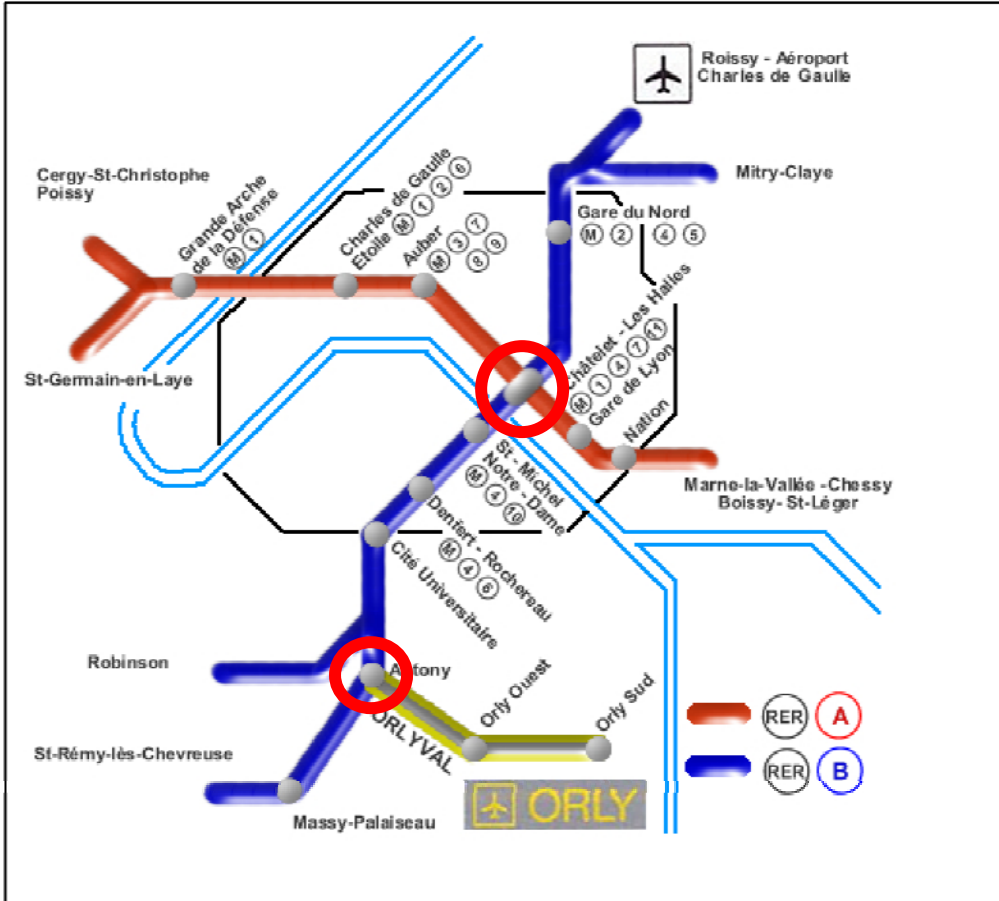 Roissy - Aéroport
Charles de Gaulle
Cergy-St-Christophe
Poissy
Mitry-Claye
Grande Arche
de la Défense
M 1
Charles de Gaulle
Etoile M 1 2 6
Auber M 3 7
8 9
Gare du Nord
M 2 4 5
St-Germain-en-Laye
Châtelet - Les Halles
M 1 4 7 11
Gare de Lyon
Nation
Marne-la-Vallée -Chessy
Boissy- St-Léger
St - Michel
Notre - Dame
M 4 10
Denfert - Rochereau
M 4 6
Cité Universitaire
Robinson
Antony
ORLYVAL
Orly Ouest
Orly Sud
St-Rémy-lès-Chevreuse
Massy-Palaiseau
ORLY
RER A
RER B